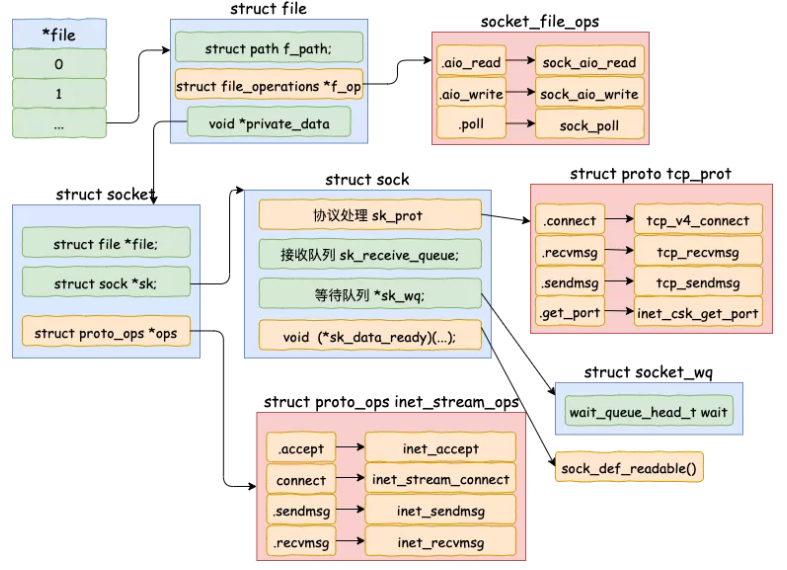 *file
0
1
...
struct file
struct path f_path;
struct file_operations *f_op
void *private_data
socket_file_ops
.aio_read
sock_aio_read
.aio_write
sock_aio_write
.poll
sock_poll
struct socket
struct file *file;
struct sock *sk;
struct proto_ops *ops
struct sock
协议处理 sk_prot
接收队列 sk_receive_queue;
等待队列 *sk_wq;
void (*sk_data_ready)(...);
struct proto tcp_prot
.connect
tcp_v4_connect
.recvmsg
tcp_recvmsg
.sendmsg
tcp_sendmsg
.get_port
inet_csk_get_port
struct socket_wq
wait_queue_head_t wait
sock_def_readable()
struct proto_ops inet_stream_ops
.accept
inet_accept
connect
inet_stream_connect
.sendmsg
inet_sendmsg
.recvmsg
inet_recvmsg